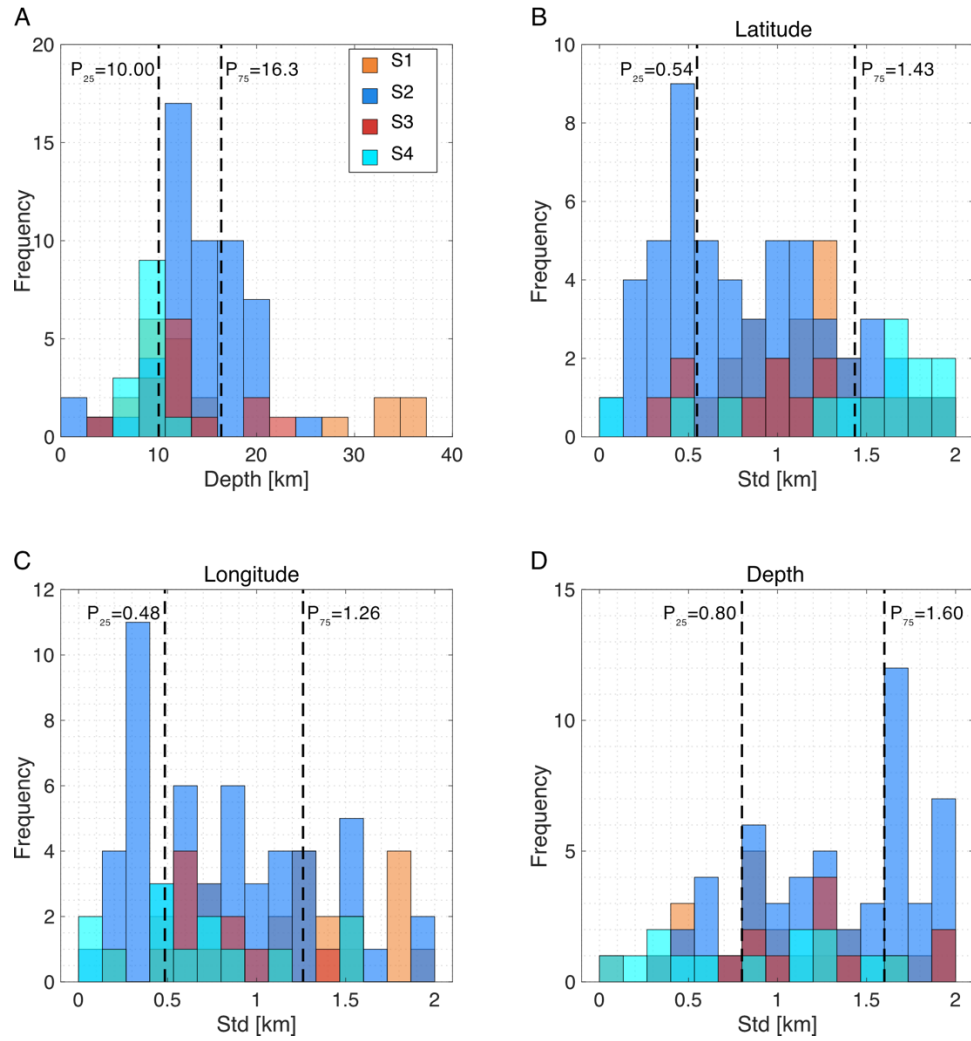 A
20
15
10
5
0
Frequency
P25=10.00
P75=16.3
S1
S2
S3
S4
0 10 20 30 40
Depth [km]
B
Latitude
10
8
6
4
2
0
Frequency
P25=0.54
P75=1.43
0 0.5 1 1.5 2
Std [km]
C
Longitude
12
10
8
6
4
2
0
Frequency
P25=0.48
P75=1.26
0 0.5 1 1.5 2
Std [km]
D
Depth
15
10
5
0
Frequency
P25=0.80
P75=1.60
0 0.5 1 1.5 2
Std [km]